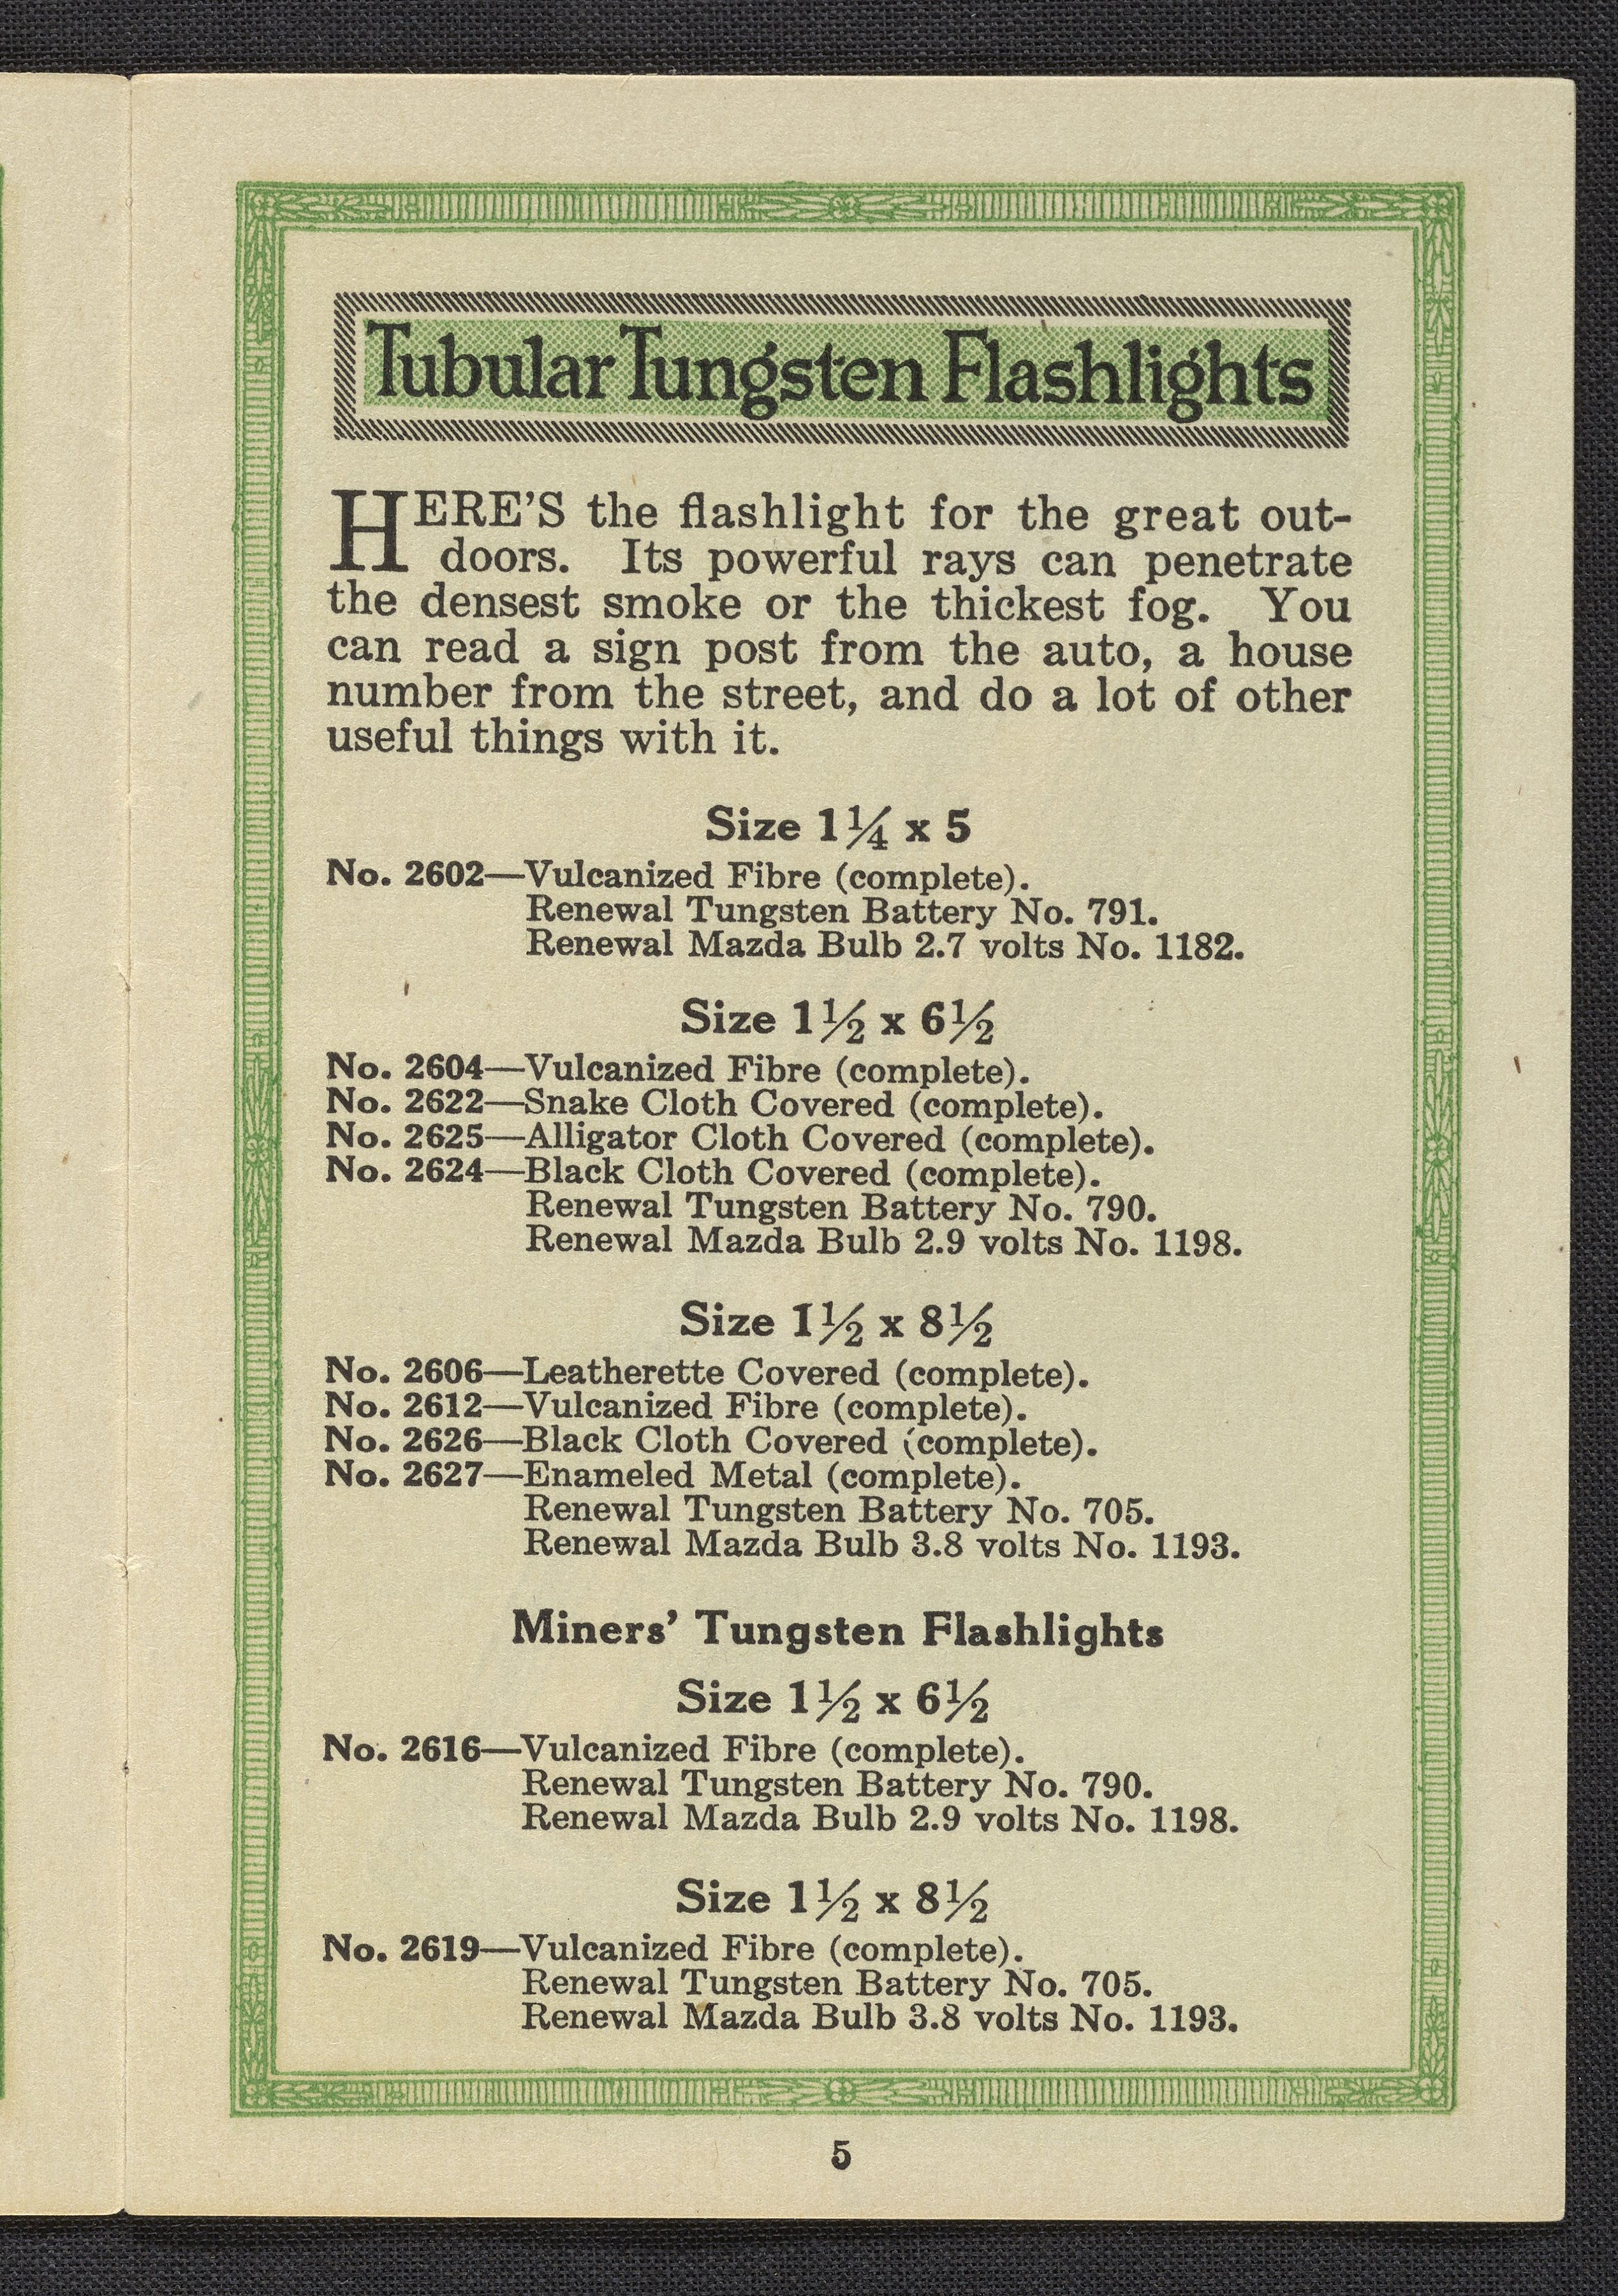 Tubular Tungsten Flashlights
HERE'S the flashlight for the great out-
doors. Its powerful rays can penetrate
the densest smoke or the thickest fog. You
can read a sign post from the auto, a house
number from the street, and do a lot of other
useful things with it.
Size 1½ x 5
No. 2602—Vulcanized Fibre (complete).
Renewal Tungsten Battery No. 791.
Renewal Mazda Bulb 2.7 volts No. 1182.
Size 1½ x 6½
No. 2604—Vulcanized Fibre (complete).
No. 2622—Snake Cloth Covered (complete).
No. 2625—Alligator Cloth Covered (complete).
No. 2624—Black Cloth Covered (complete).
Renewal Tungsten Battery No. 790.
Renewal Mazda Bulb 2.9 volts No. 1198.
Size 1½ x 8½
No. 2606—Leatherette Covered (complete).
No. 2612—Vulcanized Fibre (complete).
No. 2626—Black Cloth Covered (complete).
No. 2627—Enameled Metal (complete).
Renewal Tungsten Battery No. 705.
Renewal Mazda Bulb 3.8 volts No. 1193.
Miners' Tungsten Flashlights
Size 1½ x 6½
No. 2616—Vulcanized Fibre (complete).
Renewal Tungsten Battery No. 790.
Renewal Mazda Bulb 2.9 volts No. 1198.
Size 1½ x 8½
No. 2619—Vulcanized Fibre (complete).
Renewal Tungsten Battery No. 705.
Renewal Mazda Bulb 3.8 volts No. 1193.
5